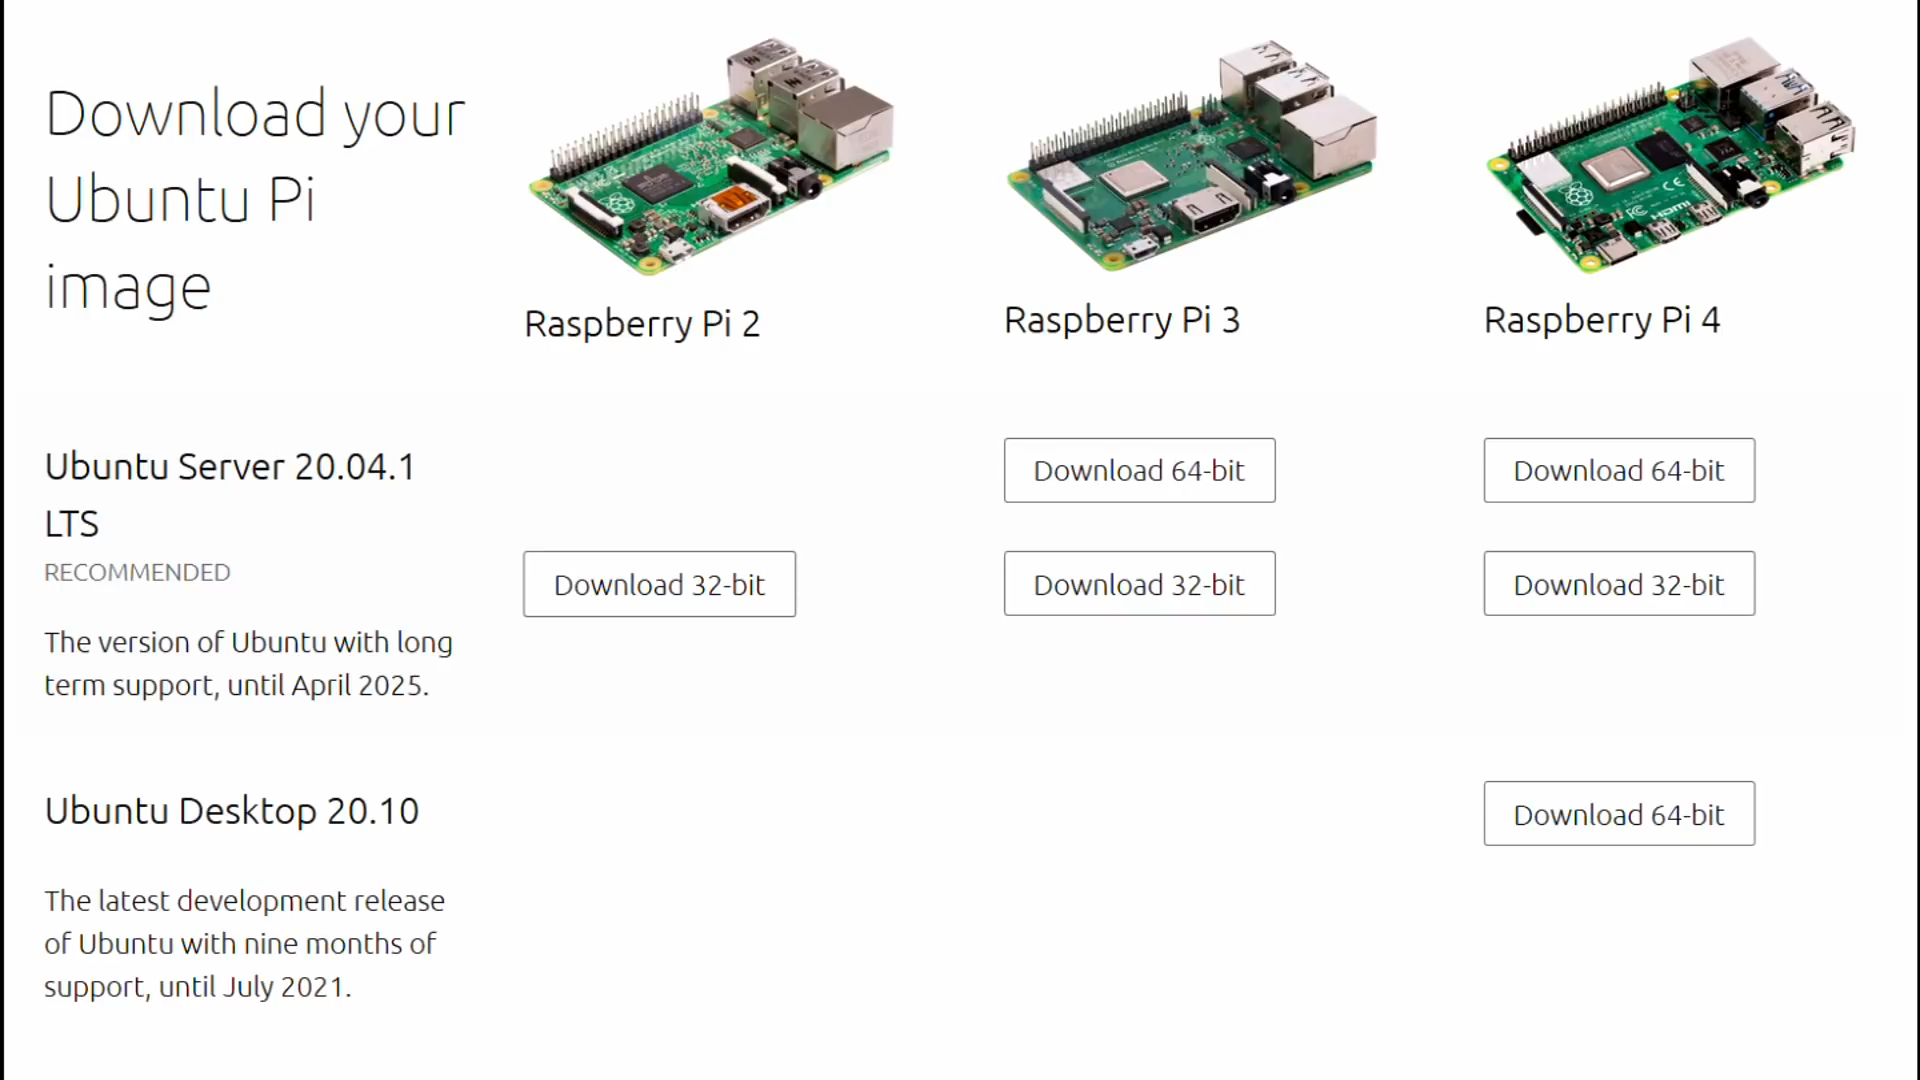 Download your
Ubuntu Pi
image
Raspberry Pi 2
Raspberry Pi 3
Raspberry Pi 4
Ubuntu Server 20.04.1
LTS
RECOMMENDED
The version of Ubuntu with long
term support, until April 2025.
Download 64-bit
Download 64-bit
Download 32-bit
Download 32-bit
Download 32-bit
Ubuntu Desktop 20.10
The latest development release
of Ubuntu with nine months of
support, until July 2021.
Download 64-bit
HDMI